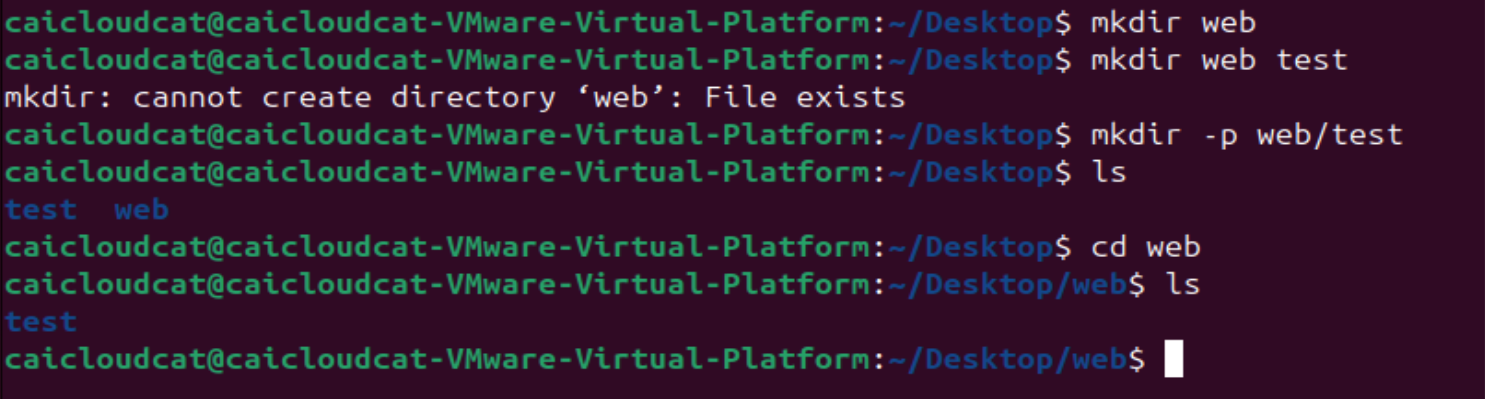 caicloudcat@caicloudcat-VMware-Virtual-Platform:~/Desktop$ mkdir web
caicloudcat@caicloudcat-VMware-Virtual-Platform:~/Desktop$ mkdir web test
mkdir: cannot create directory ‘web’: File exists
caicloudcat@caicloudcat-VMware-Virtual-Platform:~/Desktop$ mkdir -p web/test
caicloudcat@caicloudcat-VMware-Virtual-Platform:~/Desktop$ ls
test  web
caicloudcat@caicloudcat-VMware-Virtual-Platform:~/Desktop$ cd web
caicloudcat@caicloudcat-VMware-Virtual-Platform:~/Desktop/web$ ls
test
caicloudcat@caicloudcat-VMware-Virtual-Platform:~/Desktop/web$